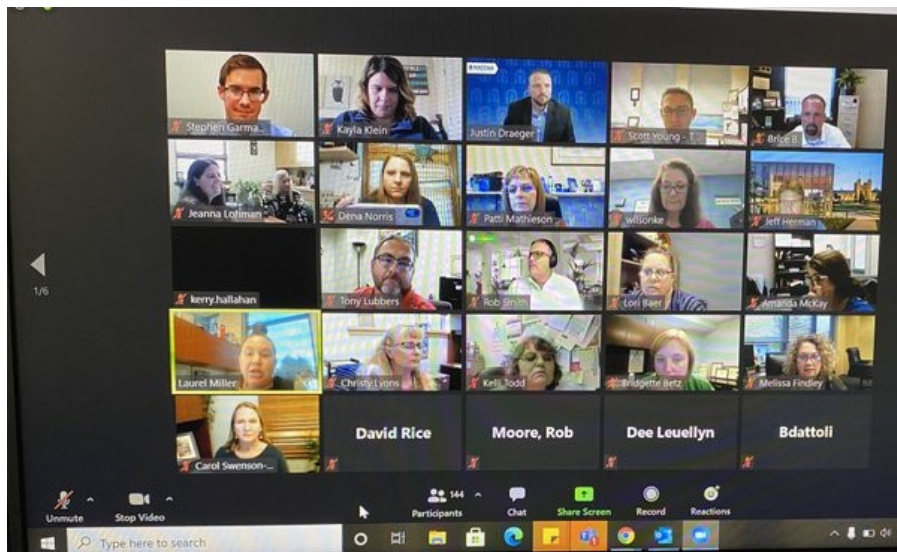 Stephen Garma...
Kayla Klein
Justin Draeger
Scott Young - T...
Brice B
Jeanna Lohman
Dena Norris
Patti Mathieson
wilsonke
Jeff Herman
1/6
kerry.hallahan
Tony Lubbers
Rob Smith
Lori Baer
Amanda McKay
Laurel Miller
Christy Lyons
Kelli Todd
Bridgette Betz
Melissa Findley
Carol Swenson-...
David Rice
Moore, Rob
Dee Leuellyn
Bdattoli
Unmute
Stop Video
144
Participants
Chat
Share Screen
Record
Reactions
Type here to search